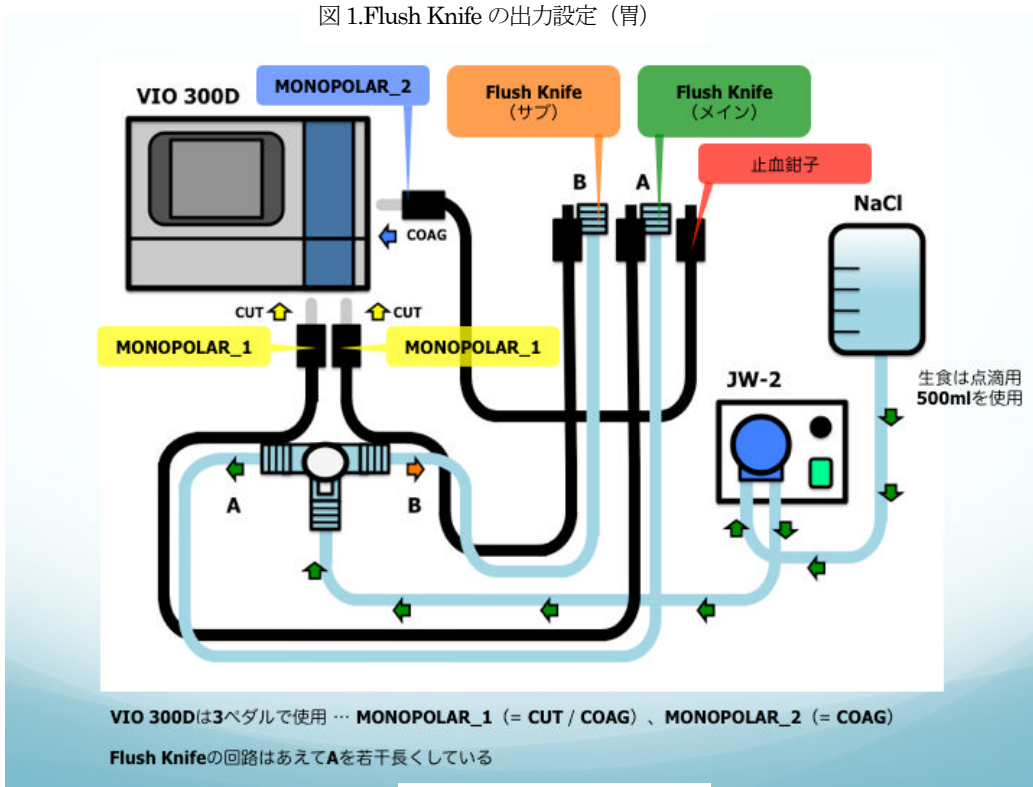 図 1.Flush Knife の出力設定（胃）
VIO 300D
MONOPOLAR_2
Flush Knife
（サブ）
Flush Knife
（メイン）
止血鉗子
B
A
NaCl
COAG
CUT
CUT
MONOPOLAR_1
MONOPOLAR_1
JW-2
生食は点滴用
500mlを使用
A
B
VIO 300Dは3ペダルで使用 … MONOPOLAR_1（= CUT / COAG）、MONOPOLAR_2（= COAG）
Flush Knifeの回路はあえてAを若干長くしている